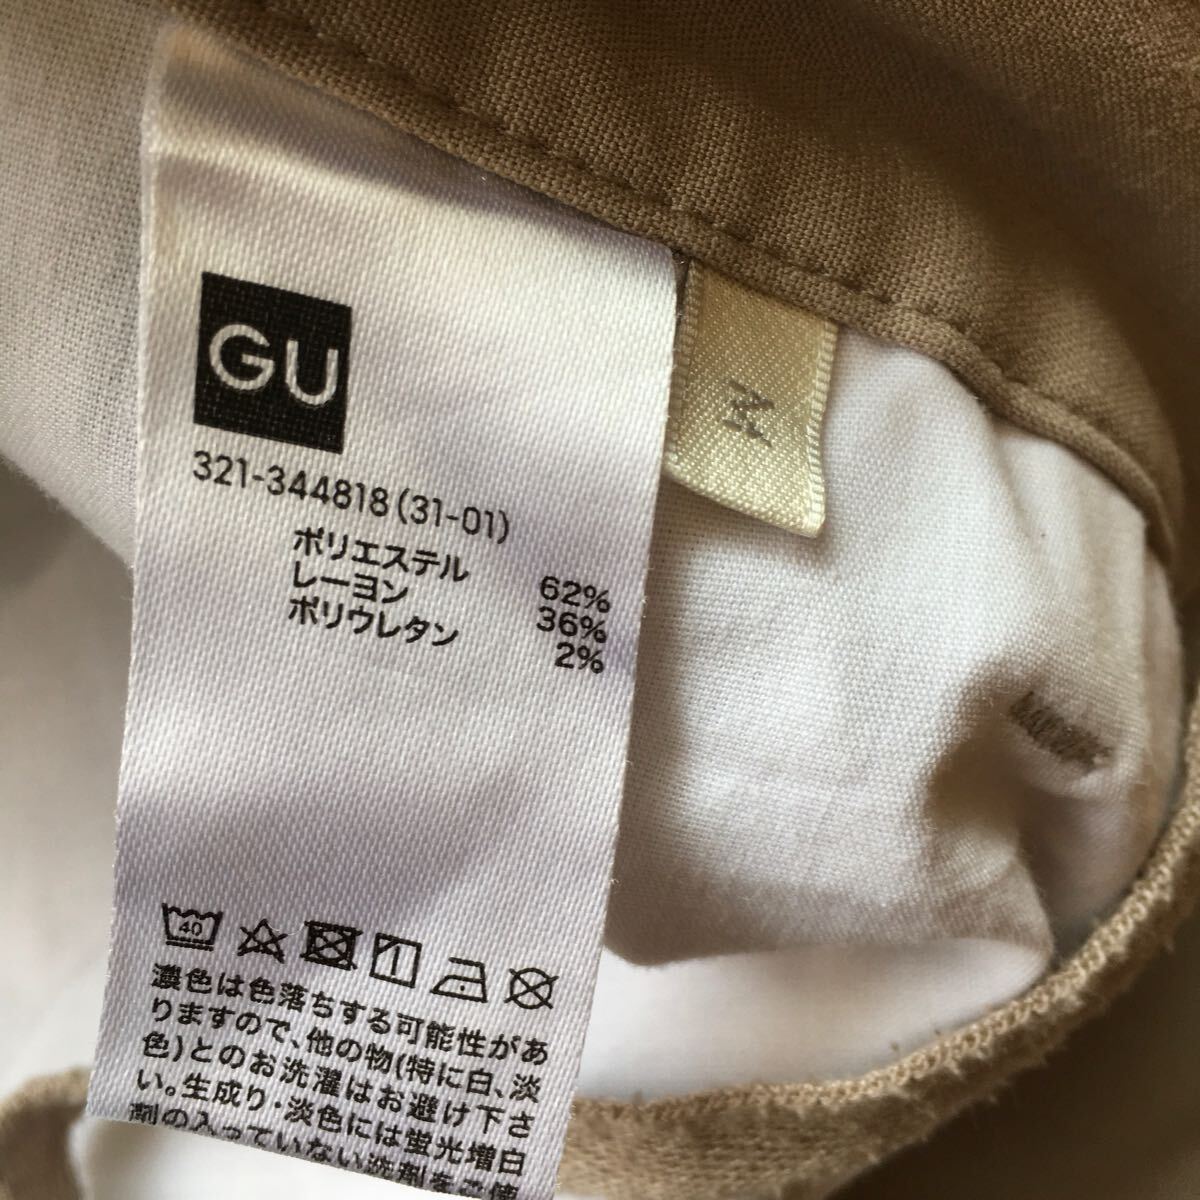 GU
M
321-344818(31-01)
ポリエステル 62%
レーヨン 36%
ポリウレタン 2%
40
濃色は色落ちする可能性があ
りますので、他の物(特に白、淡
色)とのお洗濯はお避け下さ
い。生成り・淡色には蛍光増白
剤の入っていない洗剤をご使